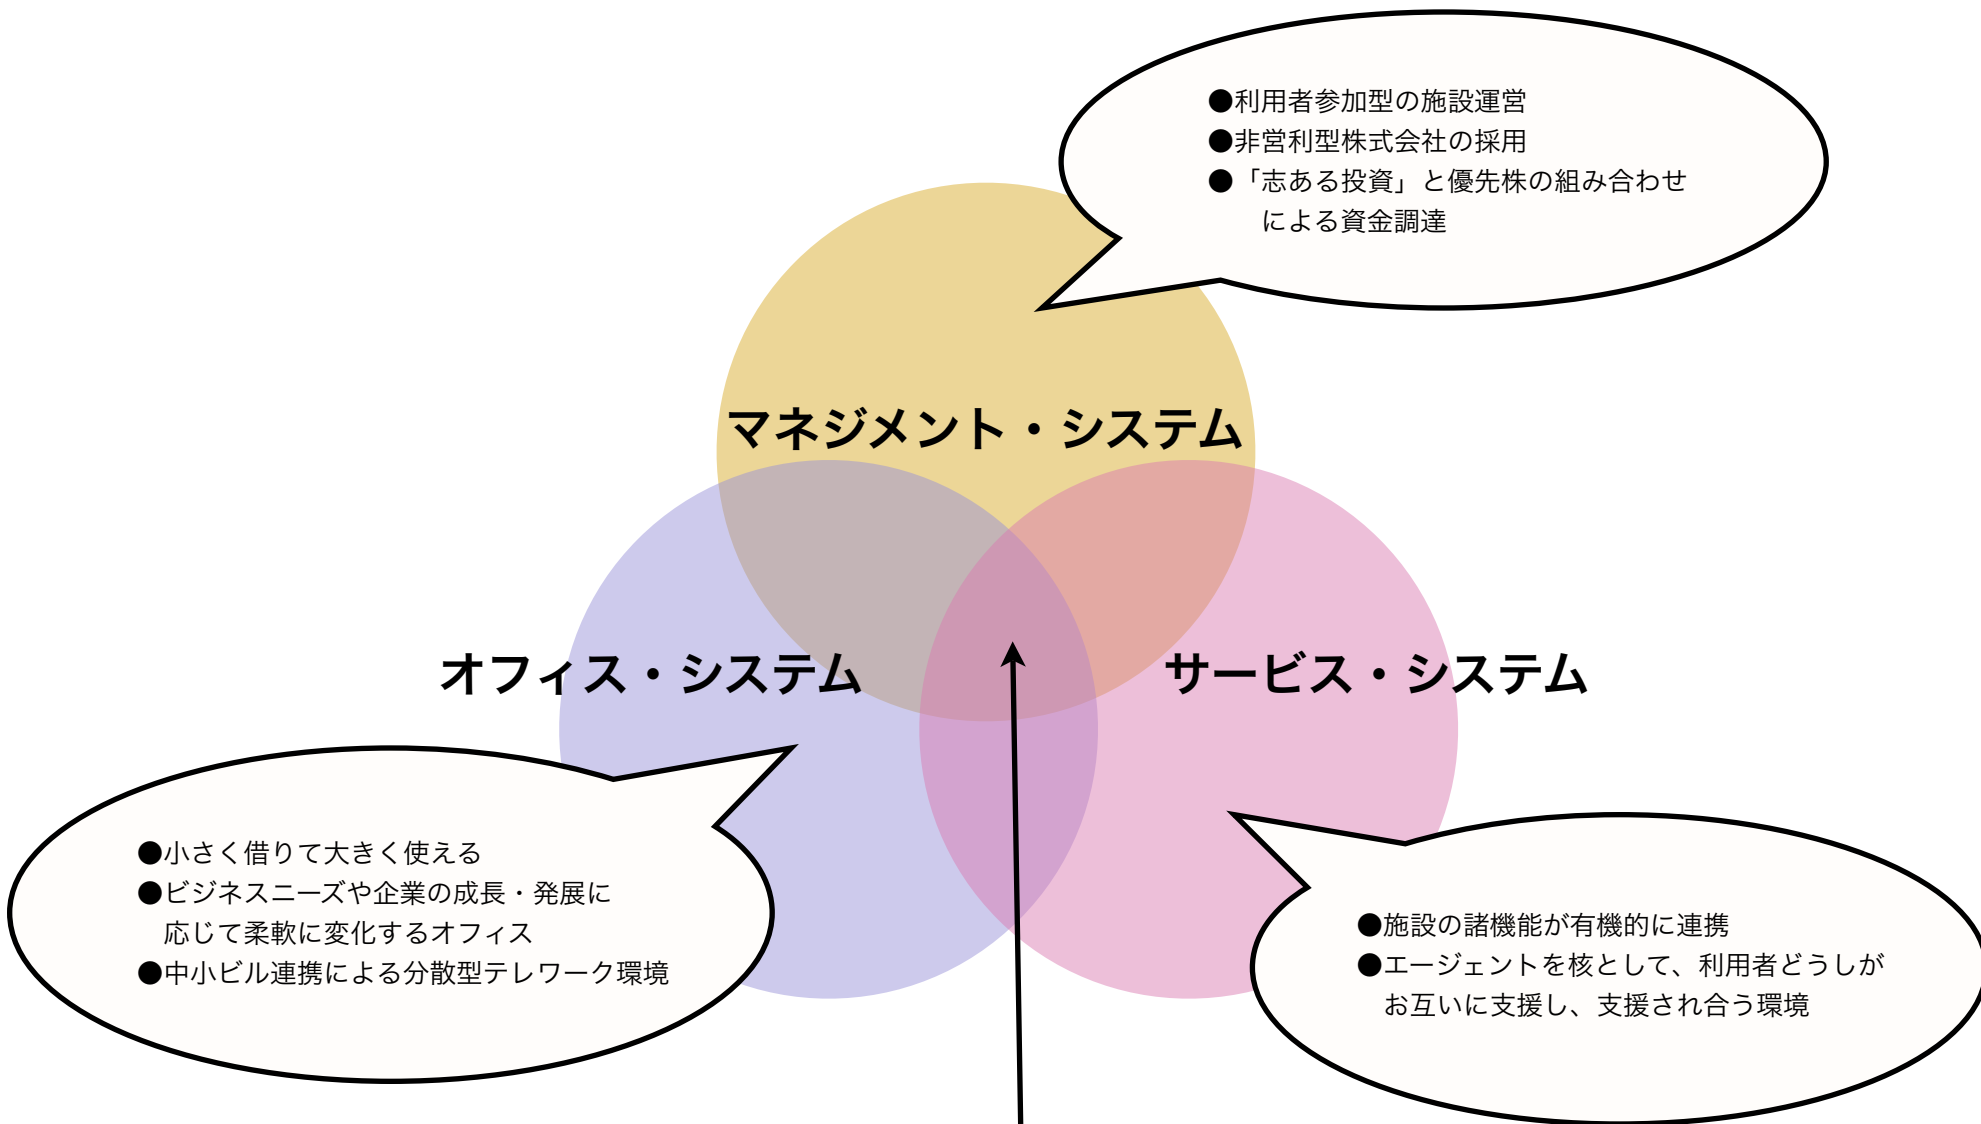 ●利用者参加型の施設運営
●非営利型株式会社の採用
●「志ある投資」と優先株の組み合わせ
による資金調達
マネジメント・システム
オフィス・システム
サービス・システム
●小さく借りて大きく使える
●ビジネスニーズや企業の成長・発展に
応じて柔軟に変化するオフィス
●中小ビル連携による分散型テレワーク環境
●施設の諸機能が有機的に連携
●エージェントを核として、利用者どうしが
お互いに支援し、支援され合う環境